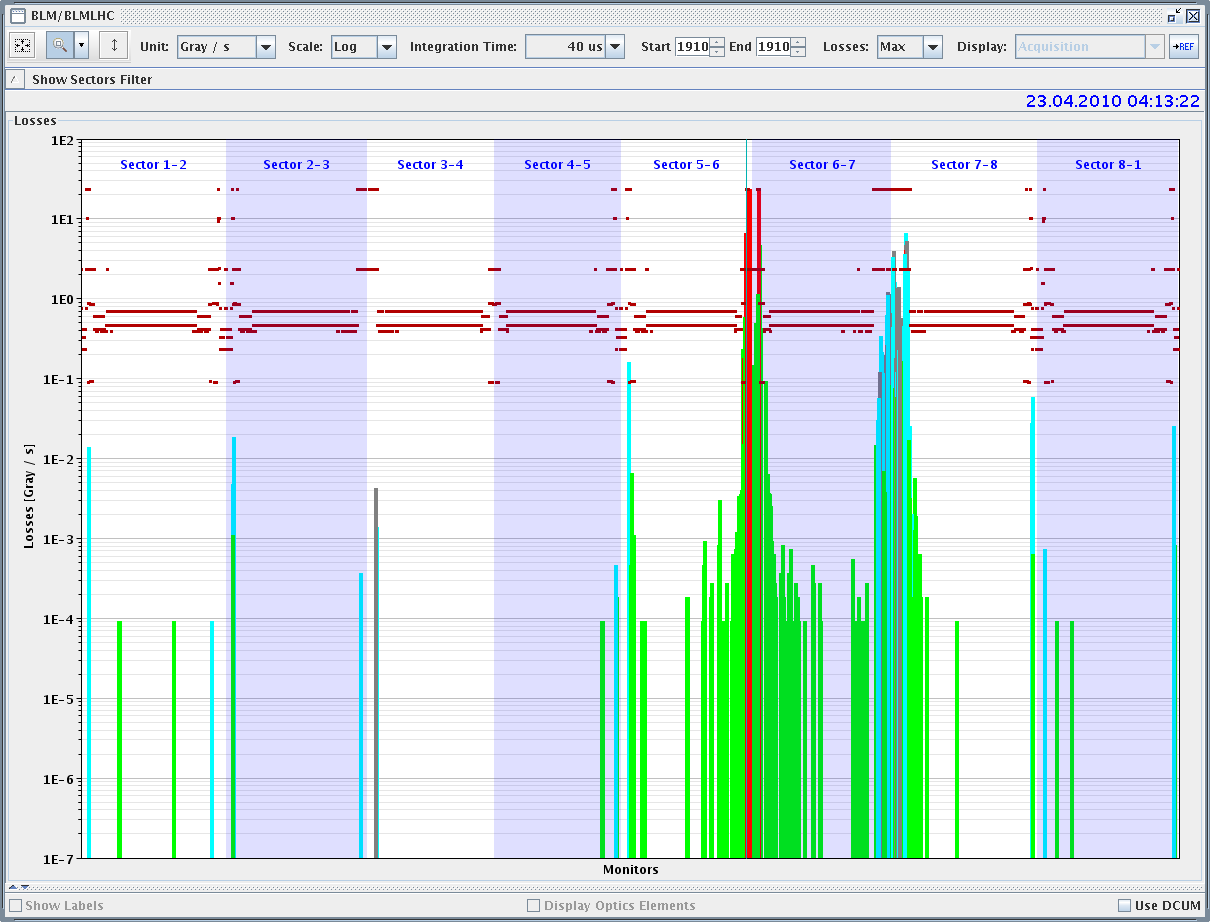 BLM/BLMLHC
Unit: Gray / s Scale: Log Integration Time: 40 us Start 1910 End 1910 Losses: Max Display: Acquisition →REF
Show Sectors Filter
23.04.2010 04:13:22
Losses
1E2
Sector 1-2 Sector 2-3 Sector 3-4 Sector 4-5 Sector 5-6 Sector 6-7 Sector 7-8 Sector 8-1
1E1
1E0
1E-1
1E-2
Losses [Gray / s]
1E-3
1E-4
1E-5
1E-6
1E-7
Monitors
Show Labels Display Optics Elements Use DCUM